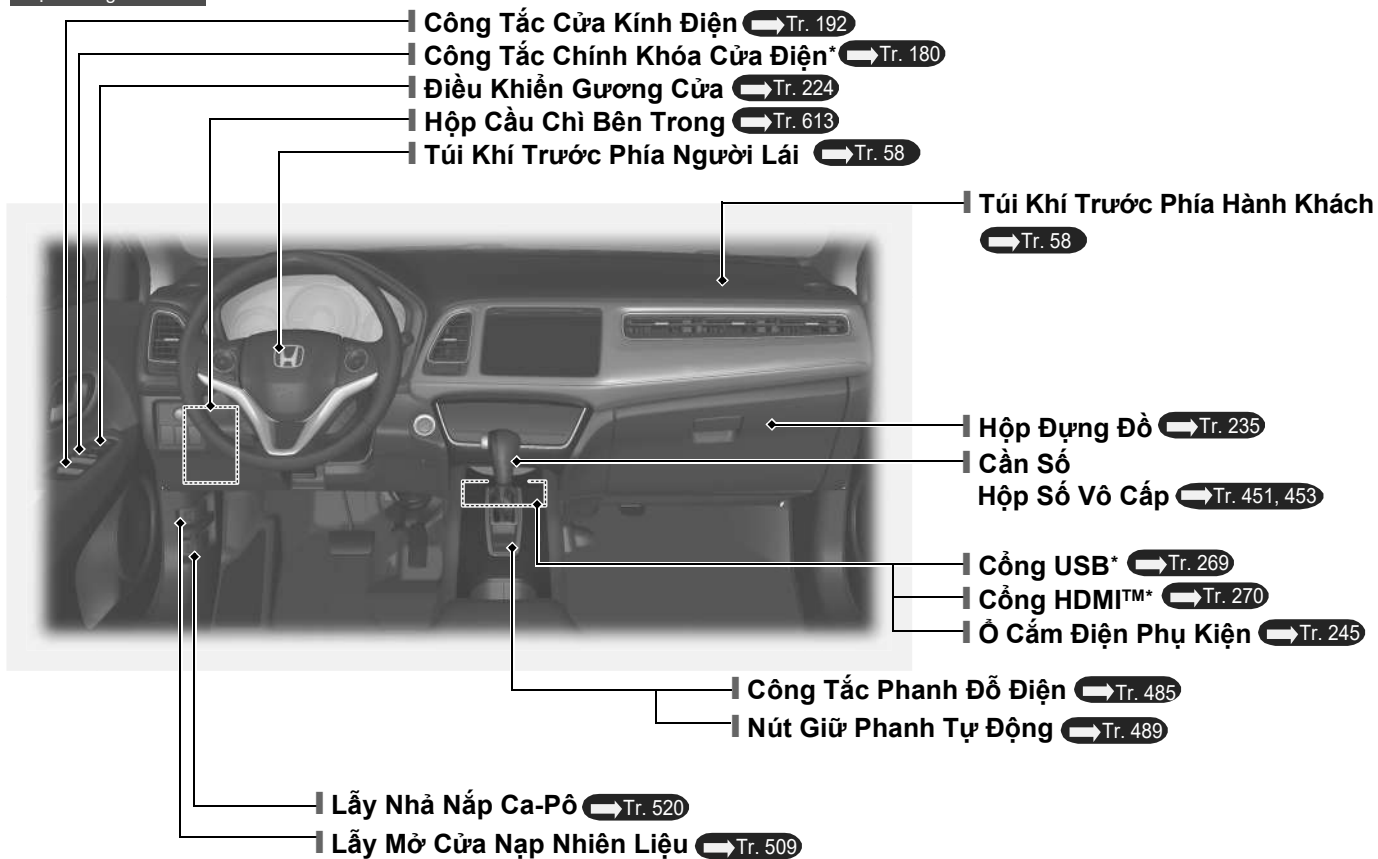 Công Tắc Cửa Kính Điện Tr. 192
Công Tắc Chính Khóa Cửa Điện* Tr. 180
Điều Khiển Gương Cửa Tr. 224
Hộp Cầu Chì Bên Trong Tr. 613
Túi Khí Trước Phía Người Lái Tr. 58
Túi Khí Trước Phía Hành Khách
Tr. 58
Hộp Đựng Đồ Tr. 235
Cần Số
Hộp Số Vô Cấp Tr. 451, 453
Cổng USB* Tr. 269
Cổng HDMI™* Tr. 270
Ổ Cắm Điện Phụ Kiện Tr. 245
Công Tắc Phanh Đỗ Điện Tr. 485
Nút Giữ Phanh Tự Động Tr. 489
Lẫy Nhả Nắp Ca-Pô Tr. 520
Lẫy Mở Cửa Nạp Nhiên Liệu Tr. 509